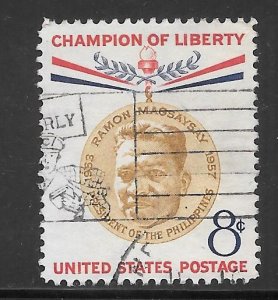 CHAMPION OF LIBERTY
RLY
RAMON MAGSAYSAY
1953
1957
PRESIDENT OF THE PHILIPPINES
8¢
UNITED STATES POSTAGE